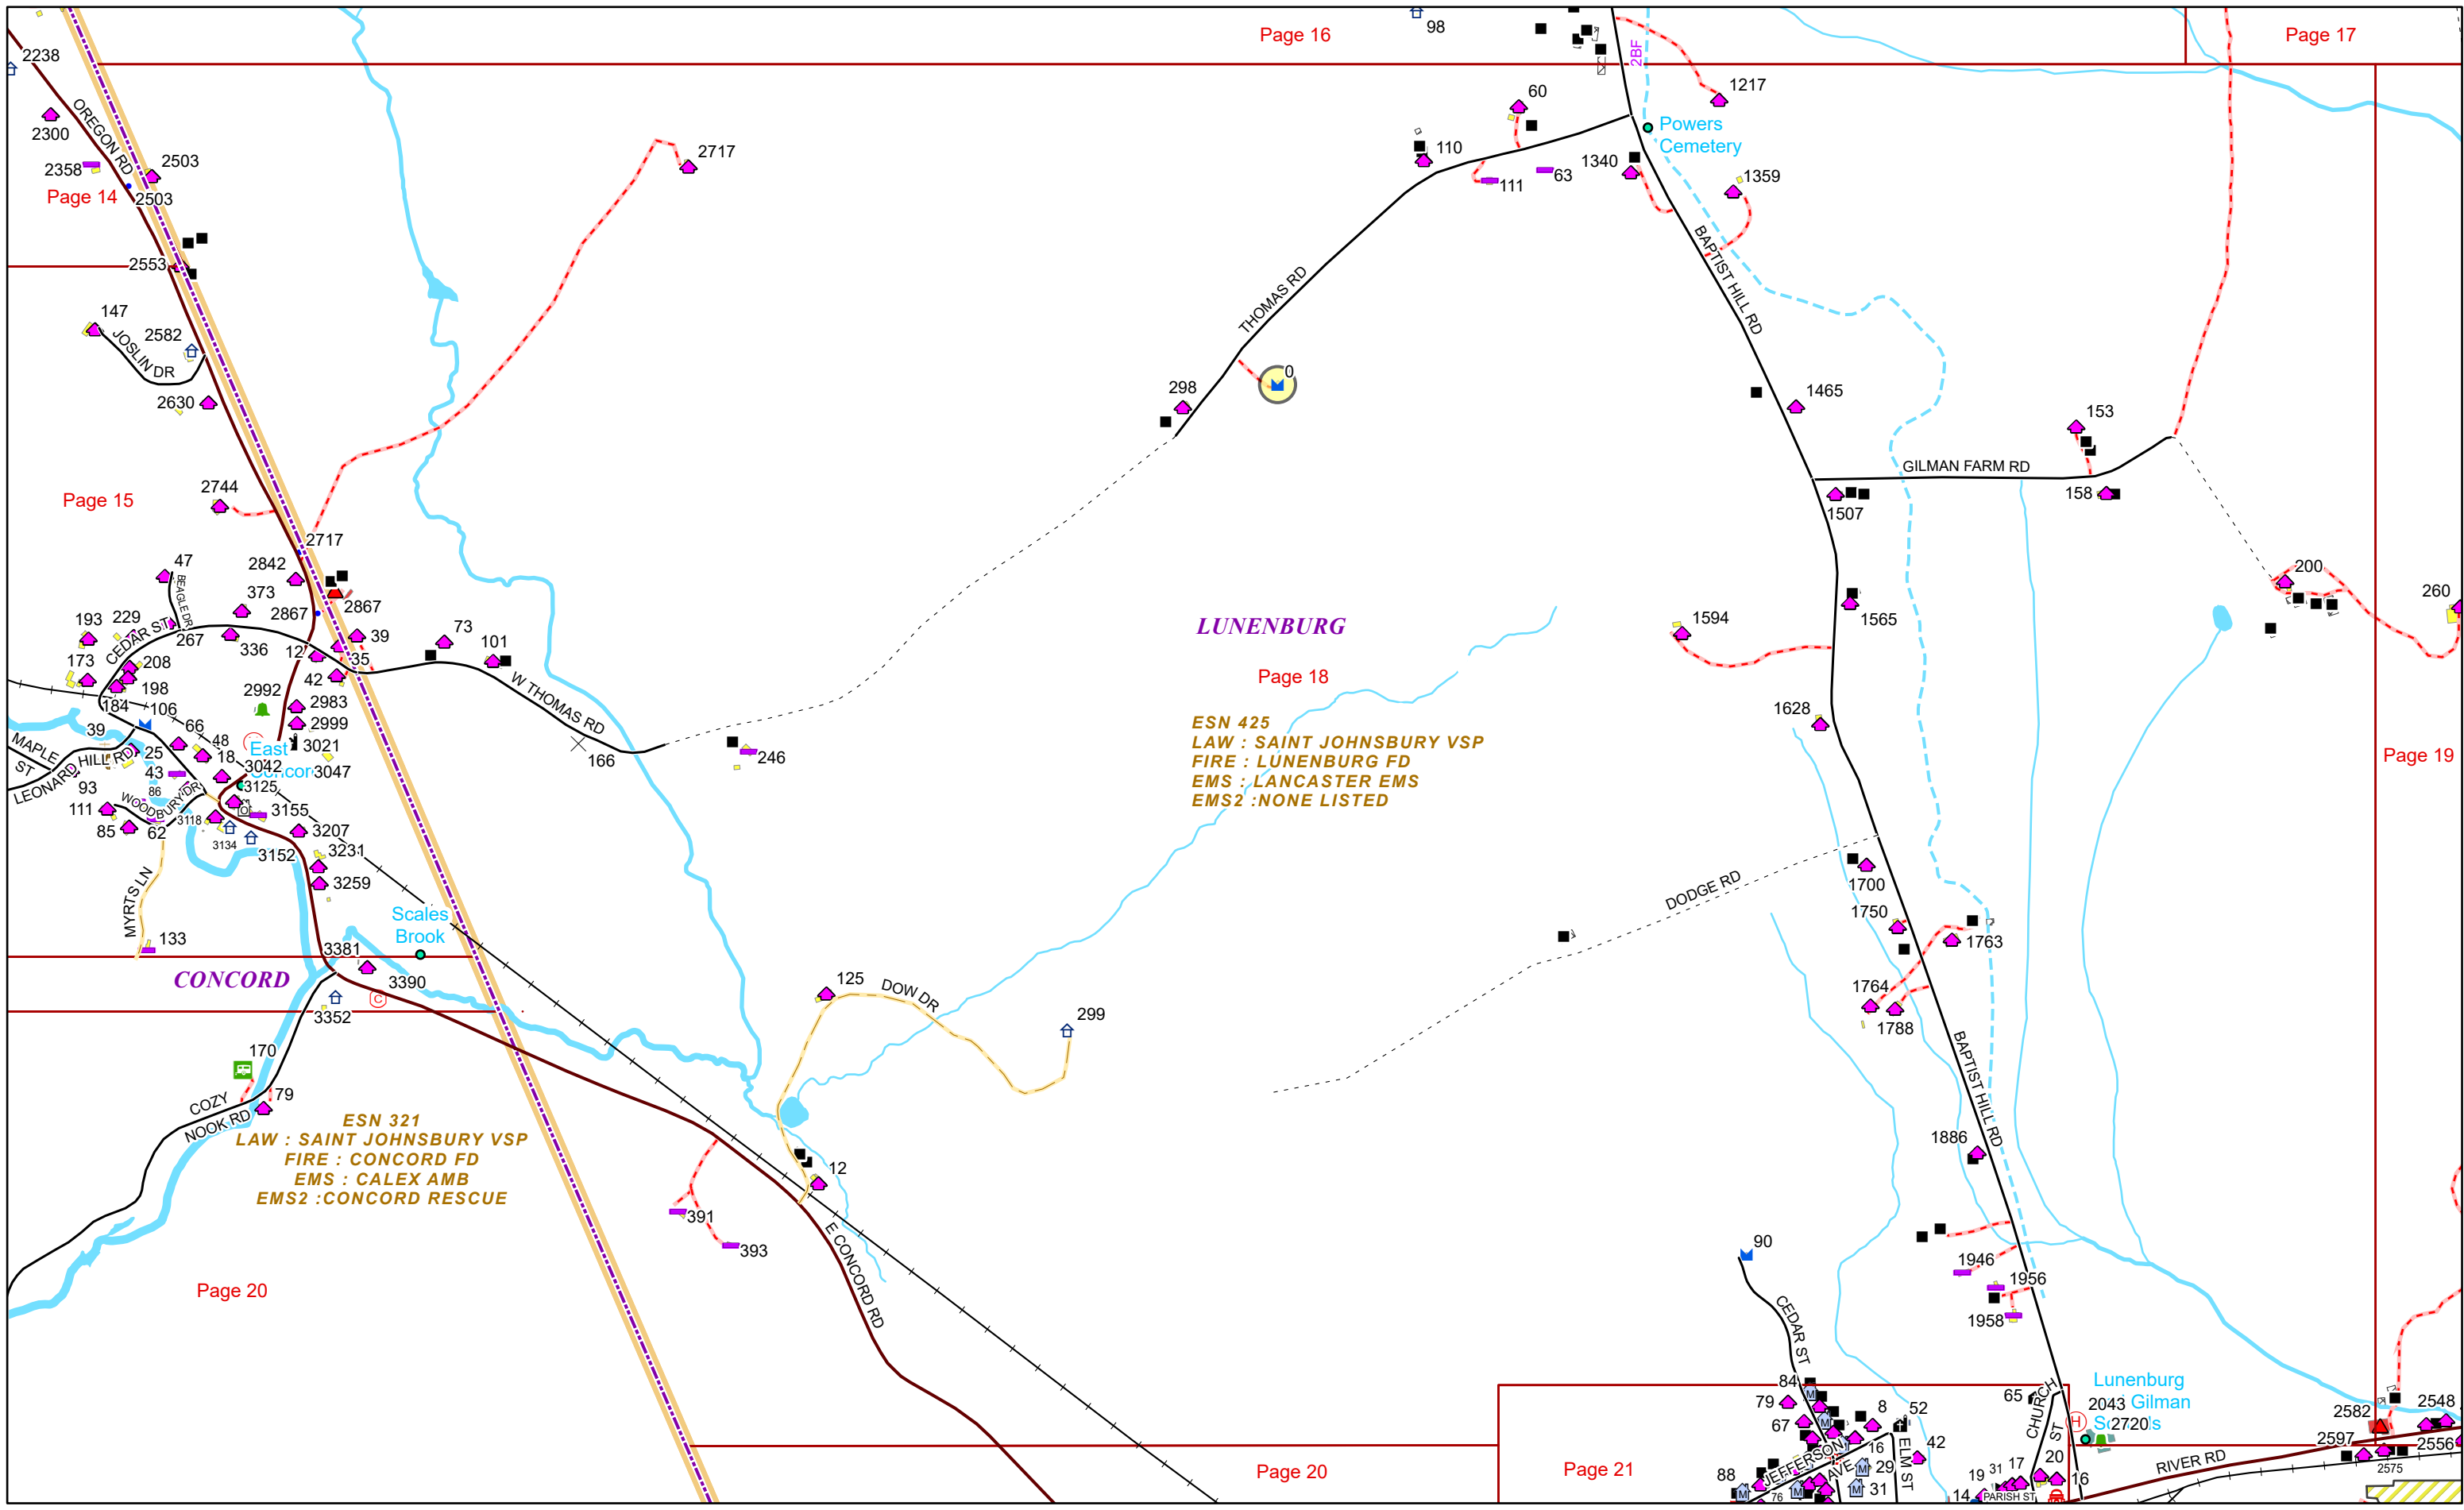 Page 16
98
2BF
Page 17
2238
OREGON RD
2300
2358
2503
2503
Page 14
2717
60
1217
Powers
Cemetery
110
111
63
1340
1359
BAPTIST HILL RD
THOMAS RD
2553
147
2582
JOSLIN DR
2630
0
298
1465
153
GILMAN FARM RD
158
1507
Page 15
2744
2717
2842
47
BEAGLE DR
373
2867
2867
193
229
CEDAR ST
267
336
12
39
35
73
101
173
208
198
184
42
2992
2983
2999
W THOMAS RD
166
246
106
66
39
25
48
18
43
MAPLE
ST
LEONARD HILL RD
93
86
WOODBURY DR
111
85
62
East
3021
3042
3047
3125
3155
3118
3134
3152
3207
3231
3259
MYRTS LN
133
Scales
Brook
3381
3390
3352
CONCORD
170
79
COZY
NOOK RD
ESN 321
LAW : SAINT JOHNSBURY VSP
FIRE : CONCORD FD
EMS : CALEX AMB
EMS2 :CONCORD RESCUE
Page 20
LUNENBURG
Page 18
ESN 425
LAW : SAINT JOHNSBURY VSP
FIRE : LUNENBURG FD
EMS : LANCASTER EMS
EMS2 :NONE LISTED
1565
1594
1628
200
260
Page 19
DODGE RD
1700
1750
1763
1764
1788
BAPTIST HILL RD
1886
125
DOW DR
299
12
391
393
E CONCORD RD
1946
1956
1958
90
CEDAR ST
84
79
67
8
52
16
42
29
31
88
76
JEFFERSON
AVE
ELM ST
Page 20
Page 21
65
CHURCH
ST
Lunenburg
Gilman
2043
2720
20
16
19
31
17
14
PARISH ST
RIVER RD
2582
2548
2597
2556
2575